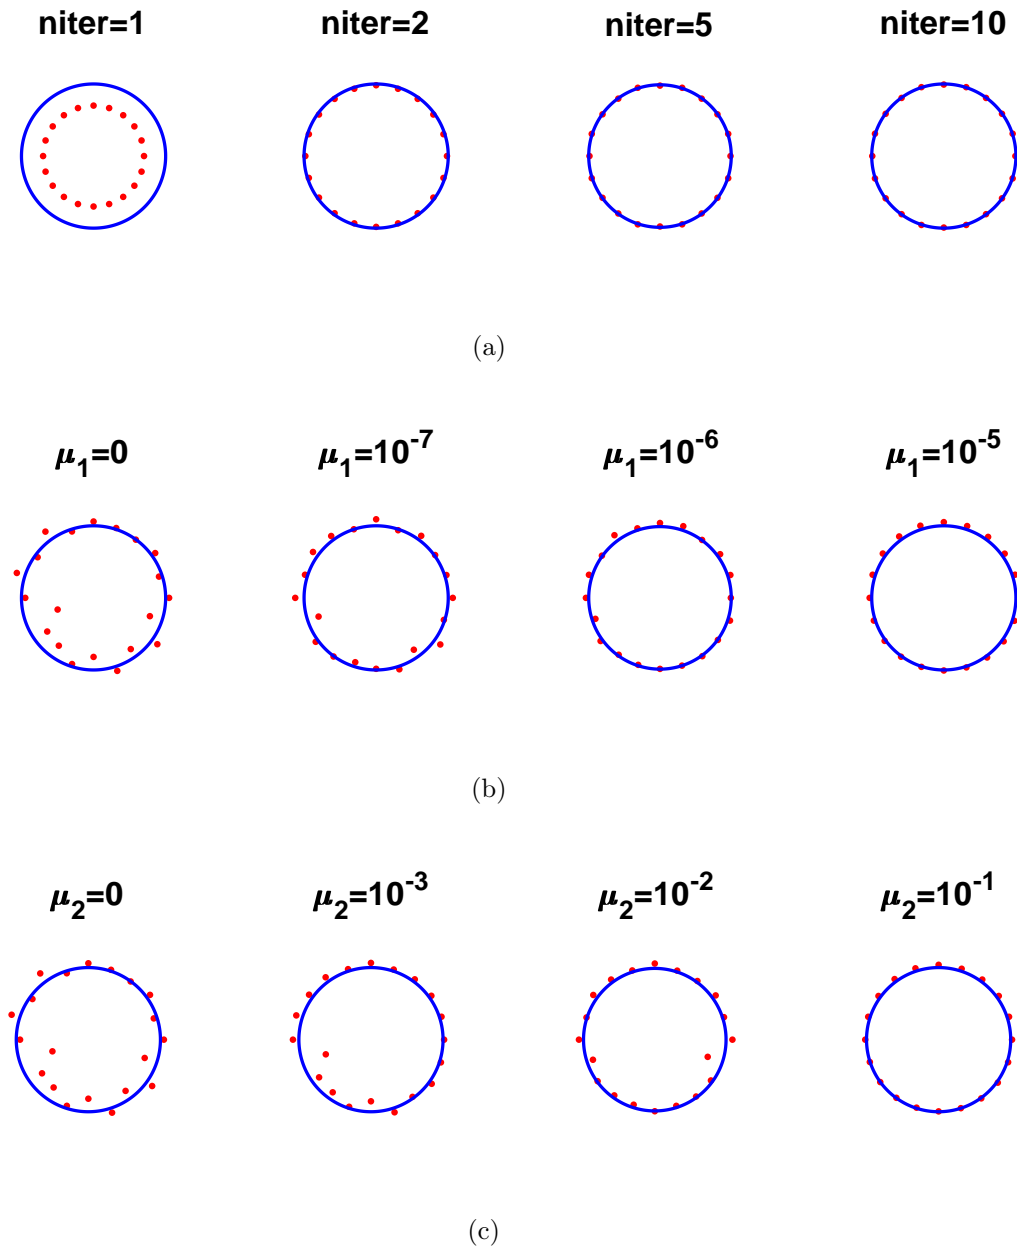 niter=1 niter=2 niter=5 niter=10
(a)
μ₁=0 μ₁=10⁻⁷ μ₁=10⁻⁶ μ₁=10⁻⁵
(b)
μ₂=0 μ₂=10⁻³ μ₂=10⁻² μ₂=10⁻¹
(c)